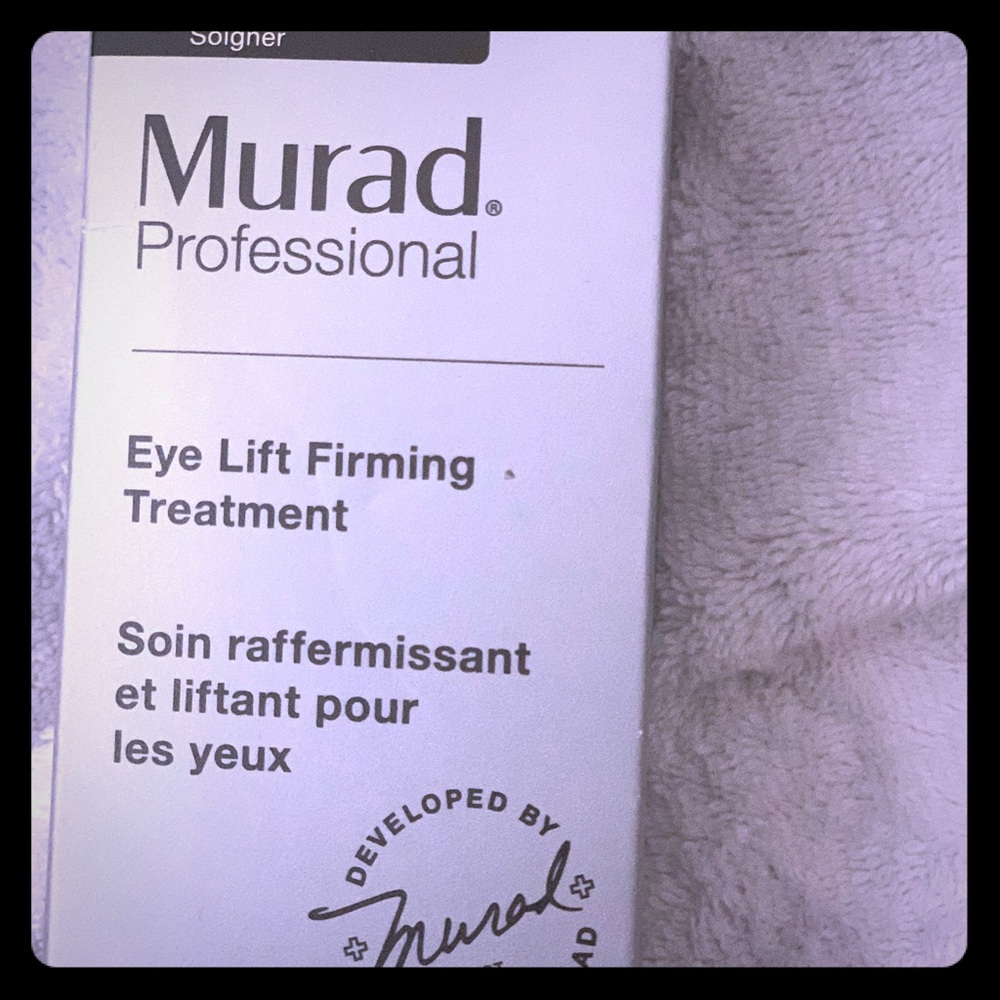 Soigner
Murad®
Professional
Eye Lift Firming
Treatment
Soin raffermissant
et liftant pour
les yeux
DEVELOPED BY
Murad